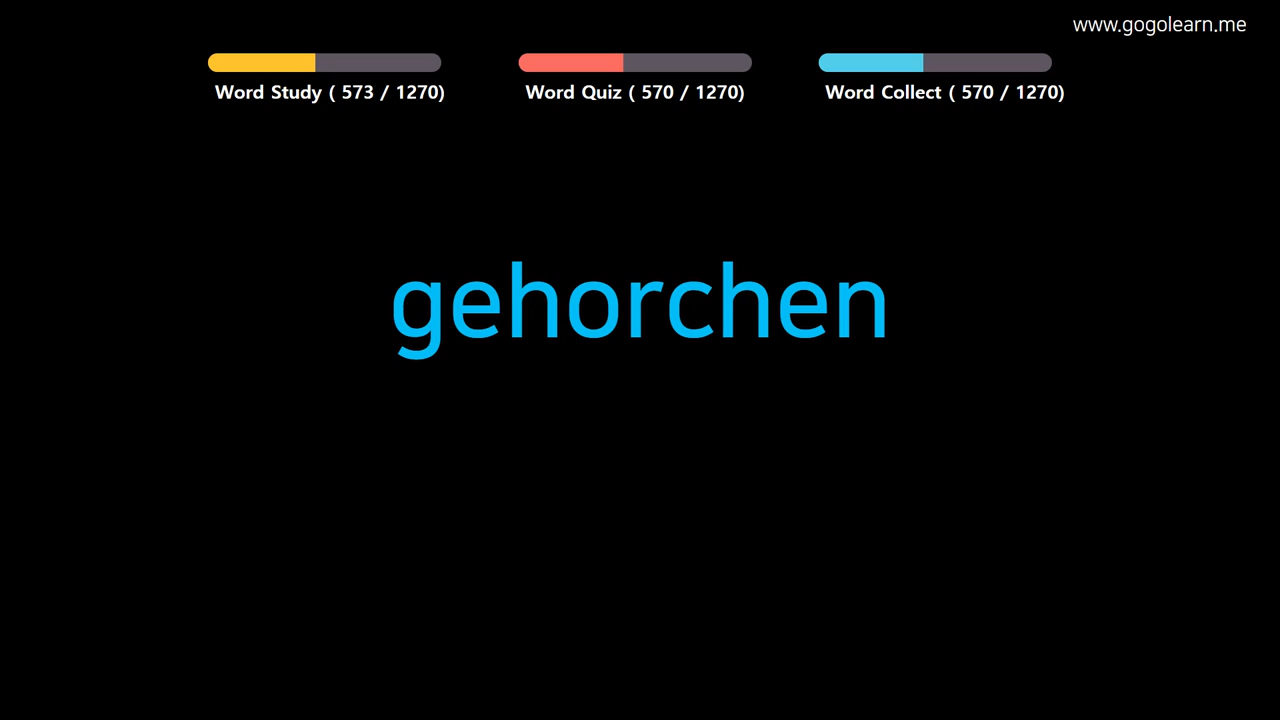 www.gogolearn.me
Word Study ( 573 / 1270)
Word Quiz ( 570 / 1270)
Word Collect ( 570 / 1270)
gehorchen